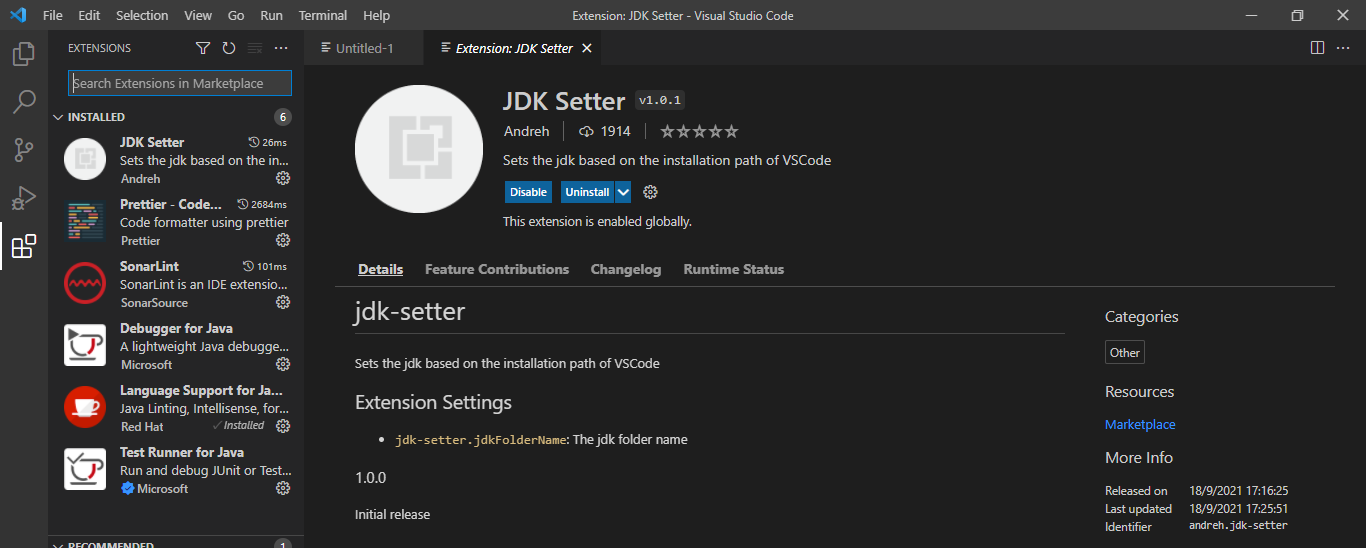 File Edit Selection View Go Run Terminal Help Extension: JDK Setter - Visual Studio Code
EXTENSIONS
Search Extensions in Marketplace
INSTALLED 6
JDK Setter 26ms
Sets the jdk based on the in...
Andreh
Prettier - Code... 2684ms
Code formatter using prettier
Prettier
SonarLint 101ms
SonarLint is an IDE extensio...
SonarSource
Debugger for Java
A lightweight Java debugge...
Microsoft
Language Support for Ja...
Java Linting, Intellisense, for...
Red Hat Installed
Test Runner for Java
Run and debug JUnit or Test...
Microsoft
RECOMMENDED 1
Untitled-1 Extension: JDK Setter
JDK Setter v1.0.1
Andreh 1914
Sets the jdk based on the installation path of VSCode
Disable Uninstall
This extension is enabled globally.
Details Feature Contributions Changelog Runtime Status
jdk-setter
Sets the jdk based on the installation path of VSCode
Extension Settings
• jdk-setter.jdkFolderName: The jdk folder name
1.0.0
Initial release
Categories
Other
Resources
Marketplace
More Info
Released on 18/9/2021 17:16:25
Last updated 18/9/2021 17:25:51
Identifier andreh.jdk-setter